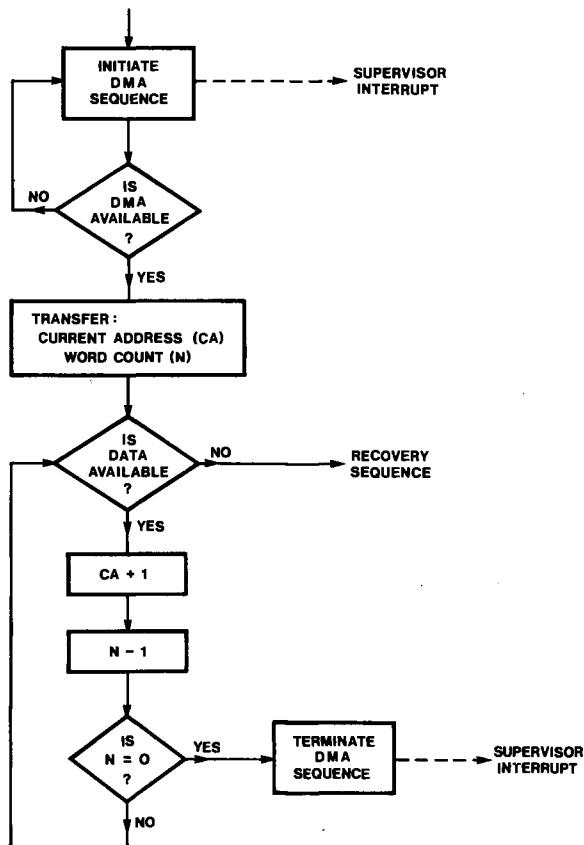 INITIATE
DMA
SEQUENCE
SUPERVISOR
INTERRUPT
IS
DMA
AVAILABLE
?
NO
YES
TRANSFER:
CURRENT ADDRESS (CA)
WORD COUNT (N)
IS
DATA
AVAILABLE
?
NO
RECOVERY
SEQUENCE
YES
CA + 1
N - 1
IS
N = O
?
YES
TERMINATE
DMA
SEQUENCE
SUPERVISOR
INTERRUPT
NO